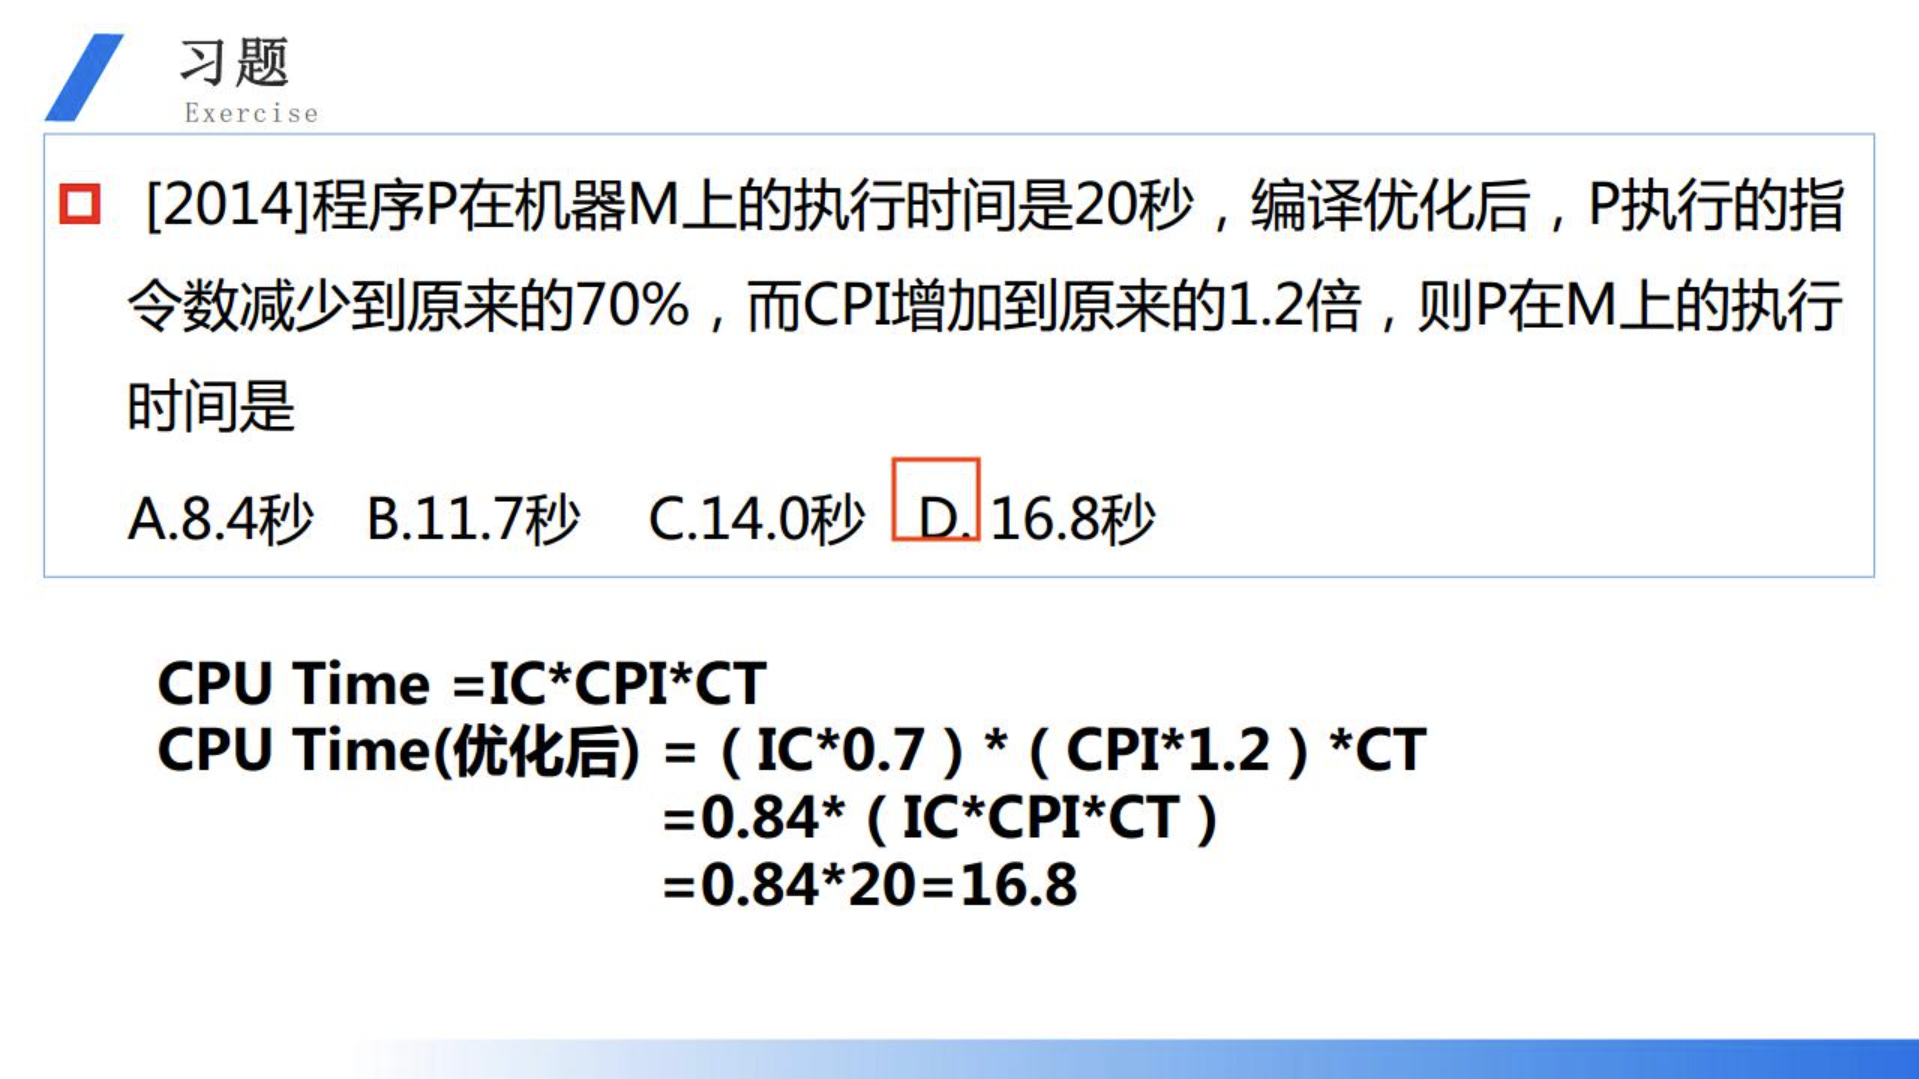 习题
Exercise
[2014]程序P在机器M上的执行时间是20秒，编译优化后，P执行的指
令数减少到原来的70%，而CPI增加到原来的1.2倍，则P在M上的执行
时间是
A.8.4秒 B.11.7秒 C.14.0秒 D. 16.8秒
CPU Time =IC*CPI*CT
CPU Time(优化后) =（IC*0.7）*（CPI*1.2）*CT
=0.84*（IC*CPI*CT）
=0.84*20=16.8